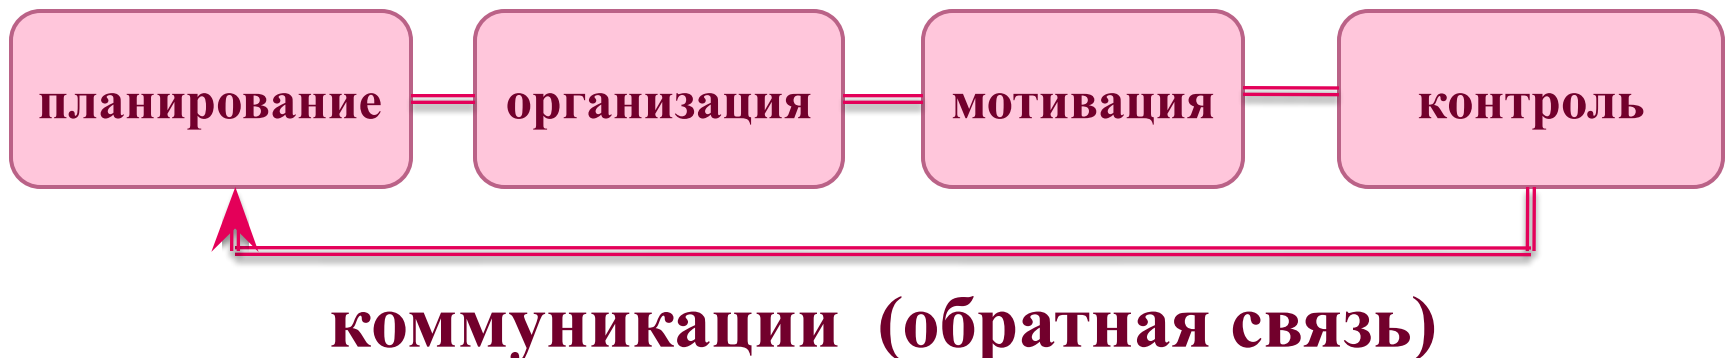 планирование организация мотивация контроль
коммуникации (обратная связь)